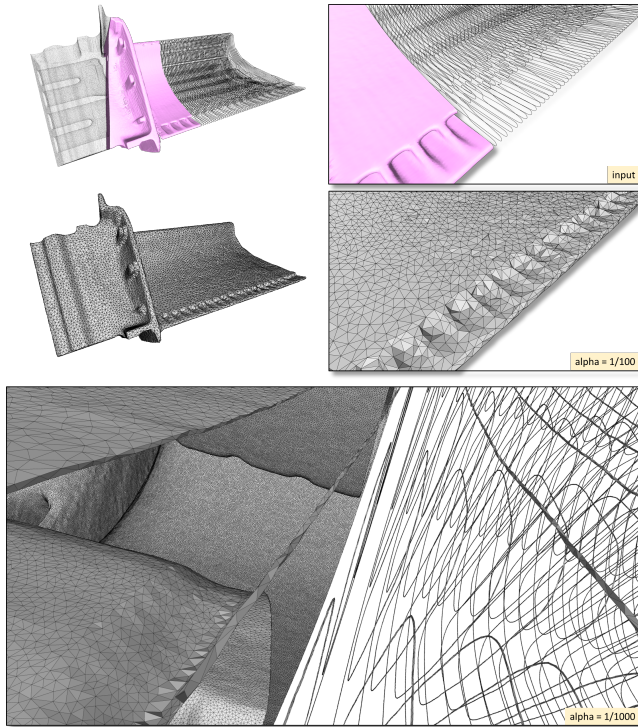 input
alpha = 1/100
alpha = 1/1000